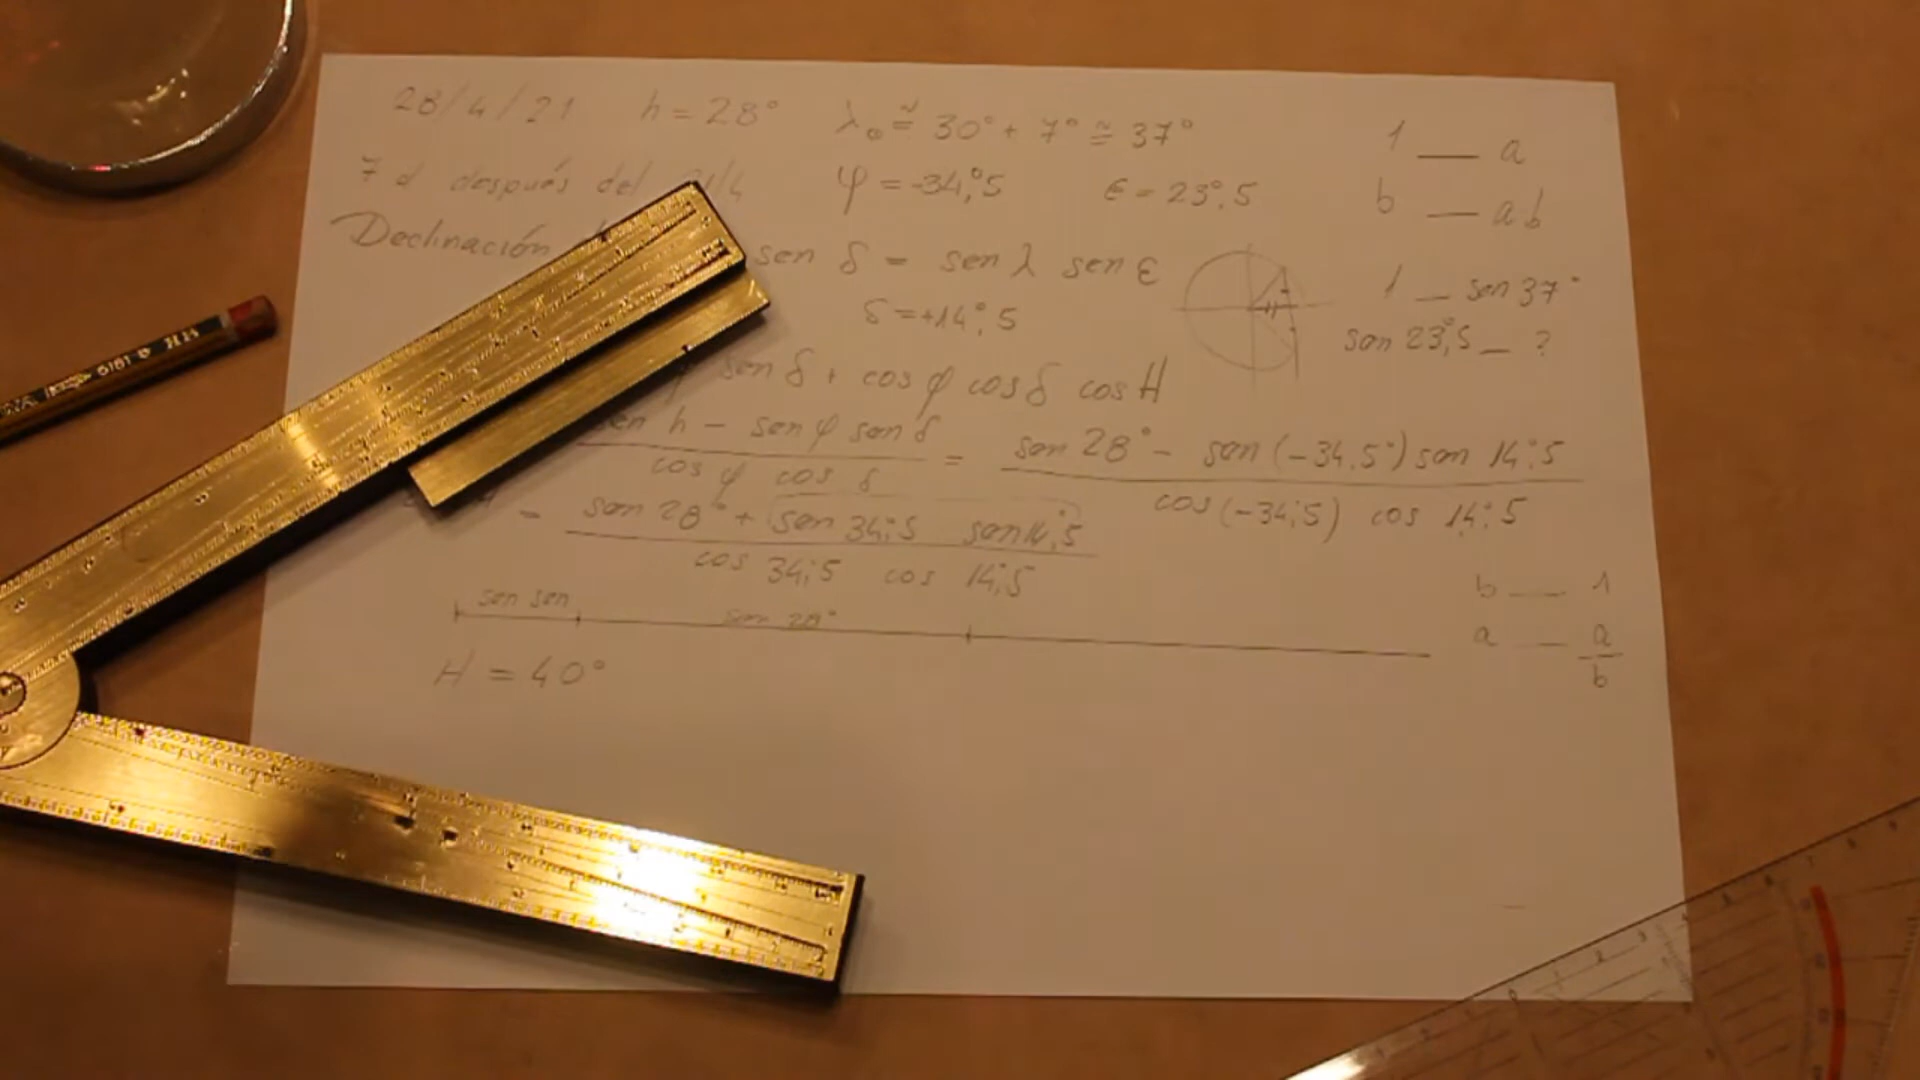 28/4/21 h = 28° λ☉ ≅ 30° + 7° ≅ 37°
7 d después del 21/4 φ = -34°,5 ε = 23°,5
Declinación sen δ = sen λ sen ε
δ = +14°,5
sen δ + cos φ cos δ cos H
sen h - sen φ sen δ = sen 28° - sen (-34,5°) sen 14°,5
cos φ cos δ cos (-34,5) cos 14°,5
= sen 28° + sen 34°,5 sen 14°,5
cos 34°,5 cos 14°,5
sen sen sen 28°
H = 40°
1 — a
b — ab
1 — sen 37°
sen 23°,5 — ?
b — 1
a — a
b